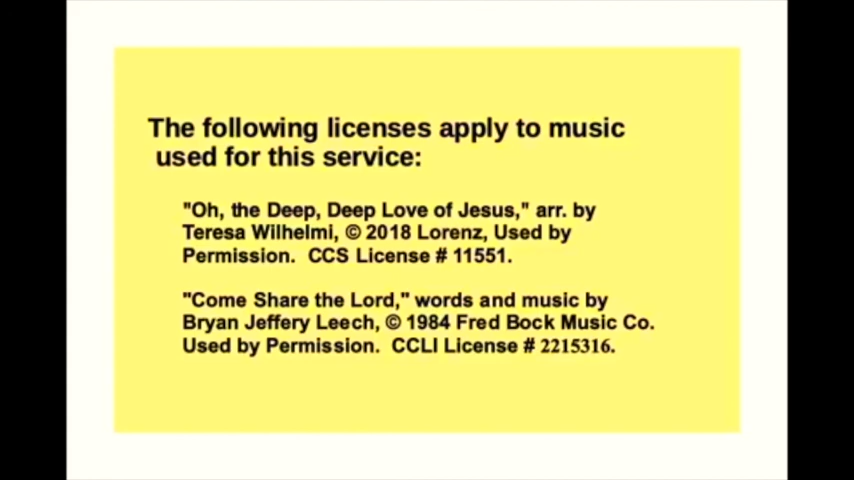 The following licenses apply to music
used for this service:
"Oh, the Deep, Deep Love of Jesus," arr. by
Teresa Wilhelmi, © 2018 Lorenz, Used by
Permission.  CCS License # 11551.
"Come Share the Lord," words and music by
Bryan Jeffery Leech, © 1984 Fred Bock Music Co.
Used by Permission.  CCLI License # 2215316.